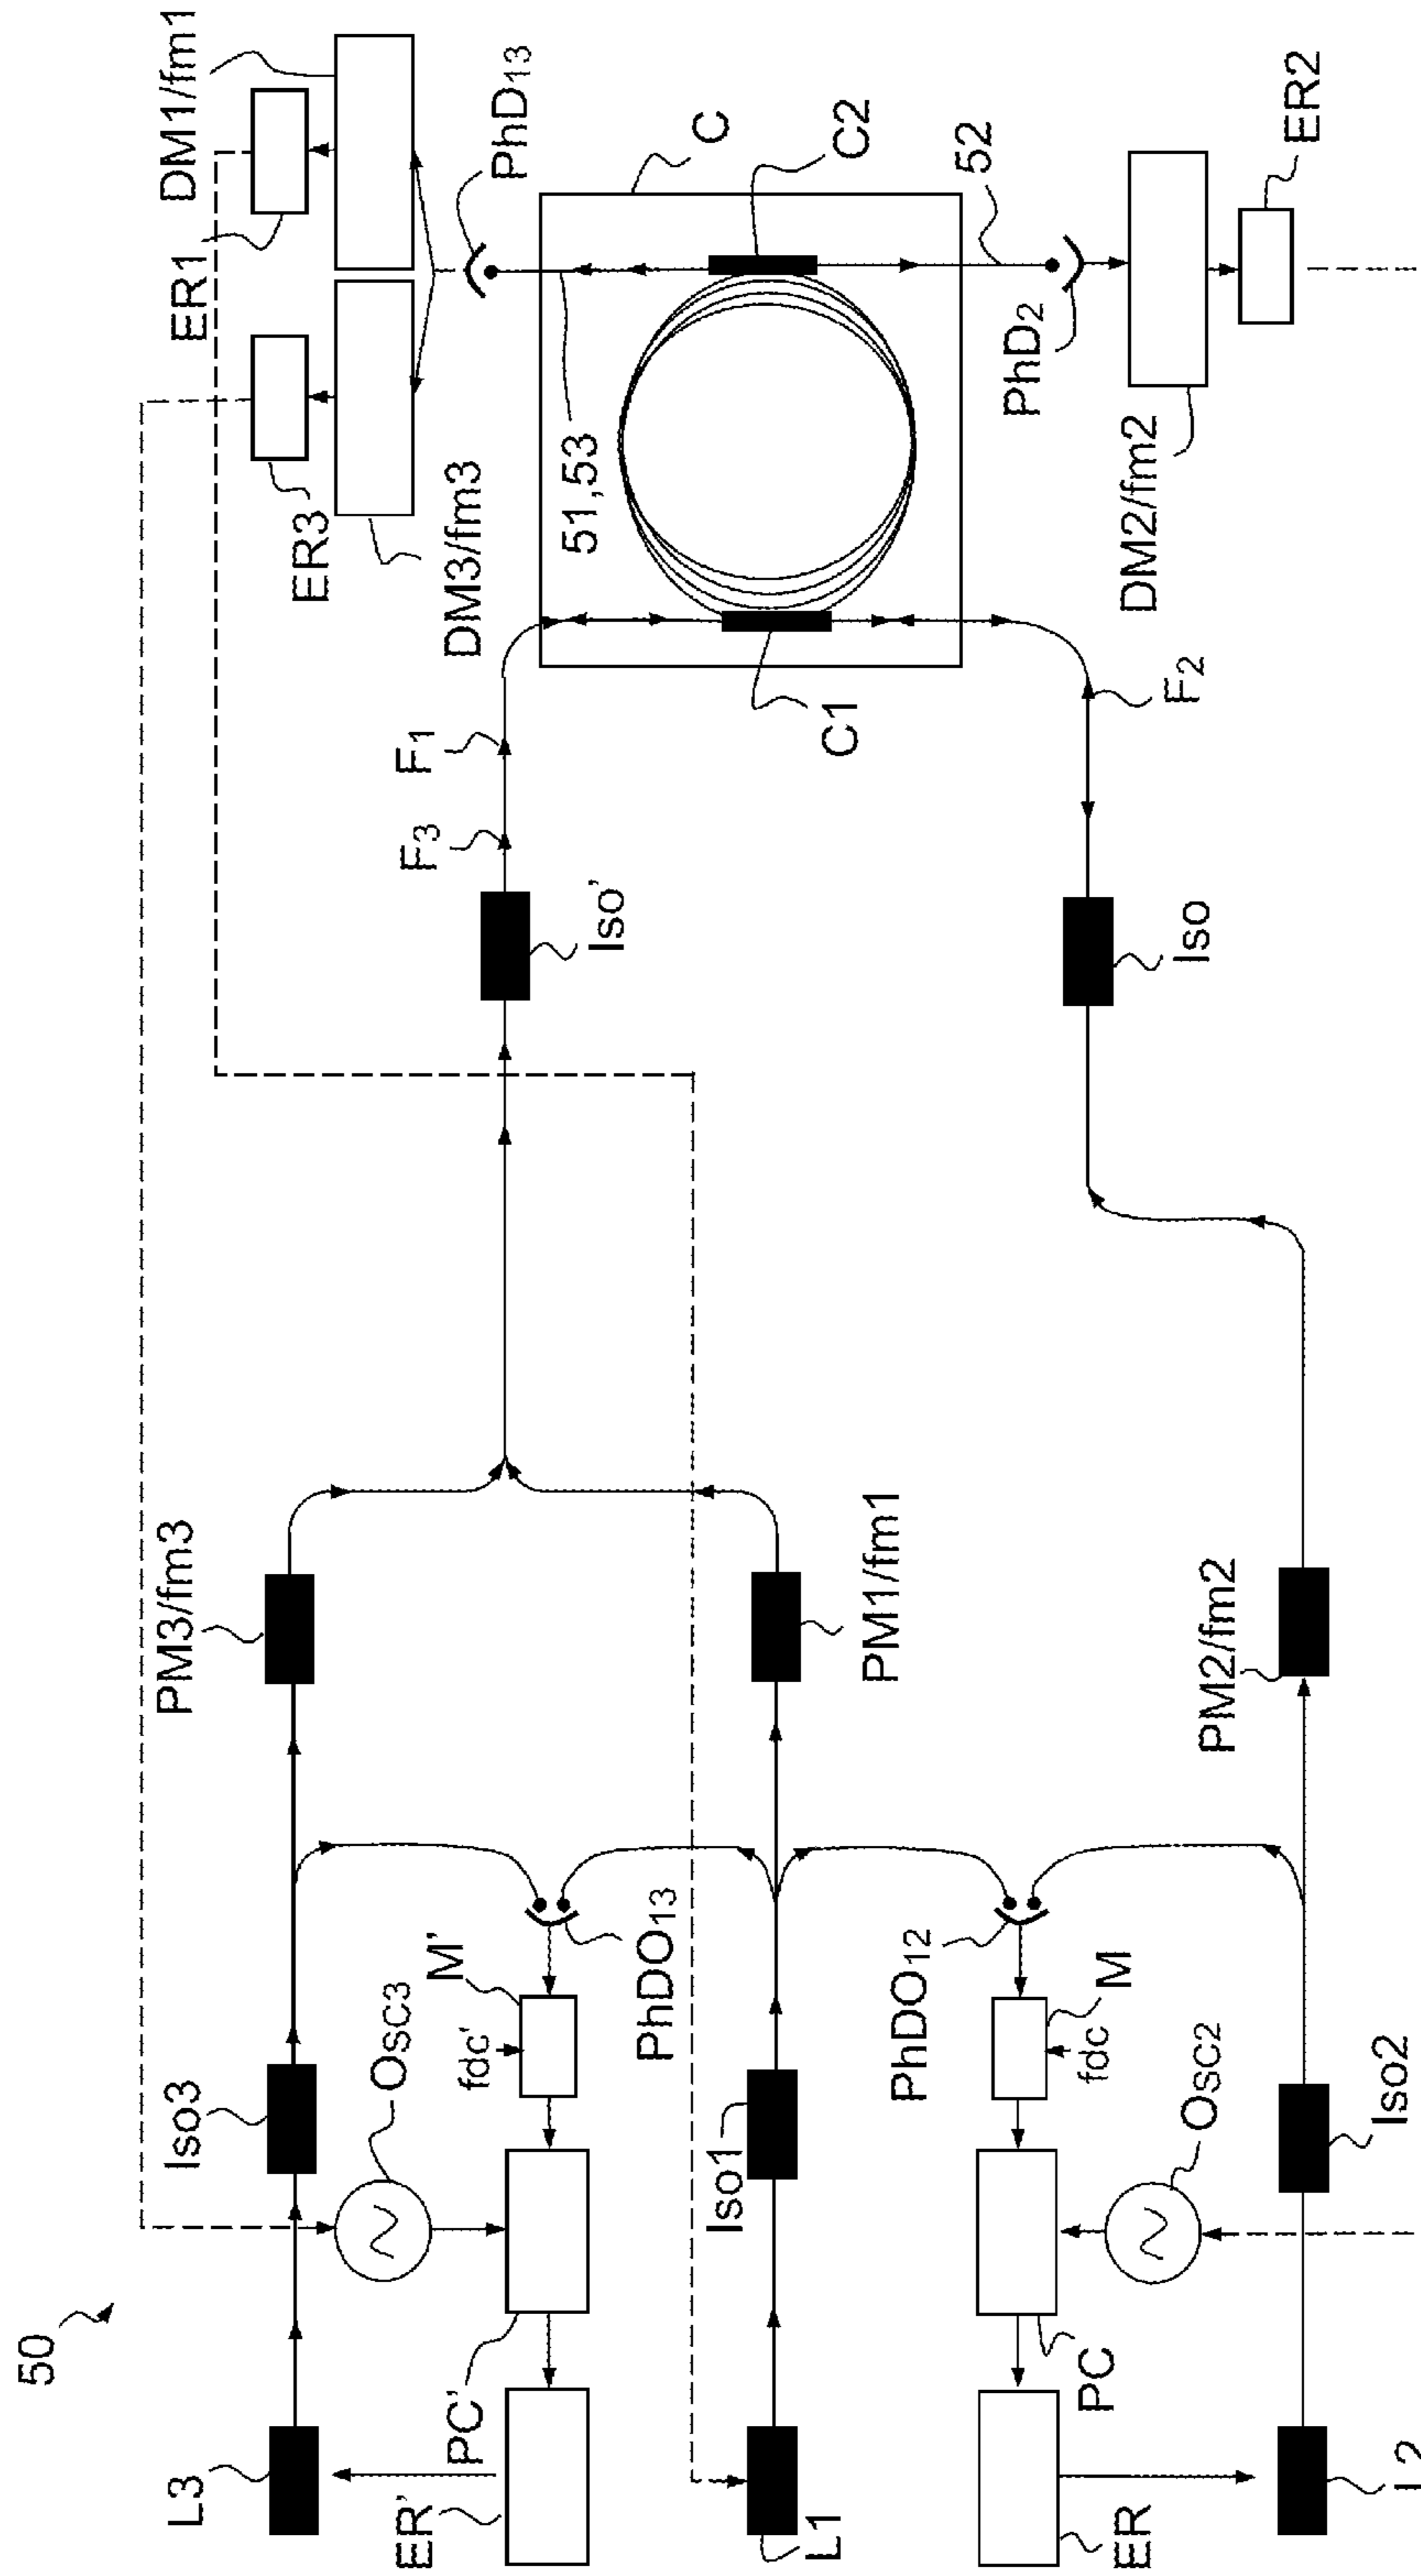 50
L3
Iso3
PM3/fm3
ER3
ER1
DM1/fm1
DM3/fm3
PhD13
ER'
PC'
Osc3
fdc'
M'
PhDO13
F3
F1
Iso'
51,53
C
C2
L1
Iso1
PM1/fm1
C1
52
PhDO12
M
fdc
PhD2
ER
PC
Osc2
Iso
F2
DM2/fm2
ER2
L2
Iso2
PM2/fm2